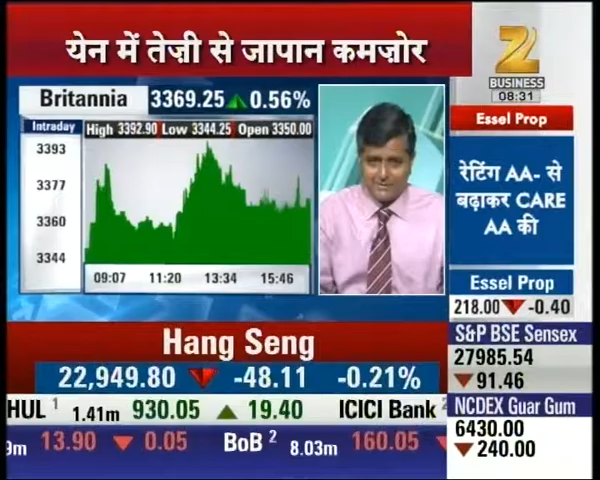 येन में तेज़ी से जापान कमज़ोर
Z
BUSINESS
08:31
Britannia 3369.25 0.56%
Intraday High 3392.90 Low 3344.25 Open 3350.00
3393
3377
3360
3344
09:07 11:20 13:34 15:46
Essel Prop
रेटिंग AA- से
बढ़ाकर CARE
AA की
Essel Prop
218.00 -0.40
Hang Seng
22,949.80 -48.11 -0.21%
S&P BSE Sensex
27985.54
91.46
NCDEX Guar Gum
6430.00
240.00
HUL 1 1.41m 930.05 19.40 ICICI Bank 2
9m 13.90 0.05 BoB 2 8.03m 160.05